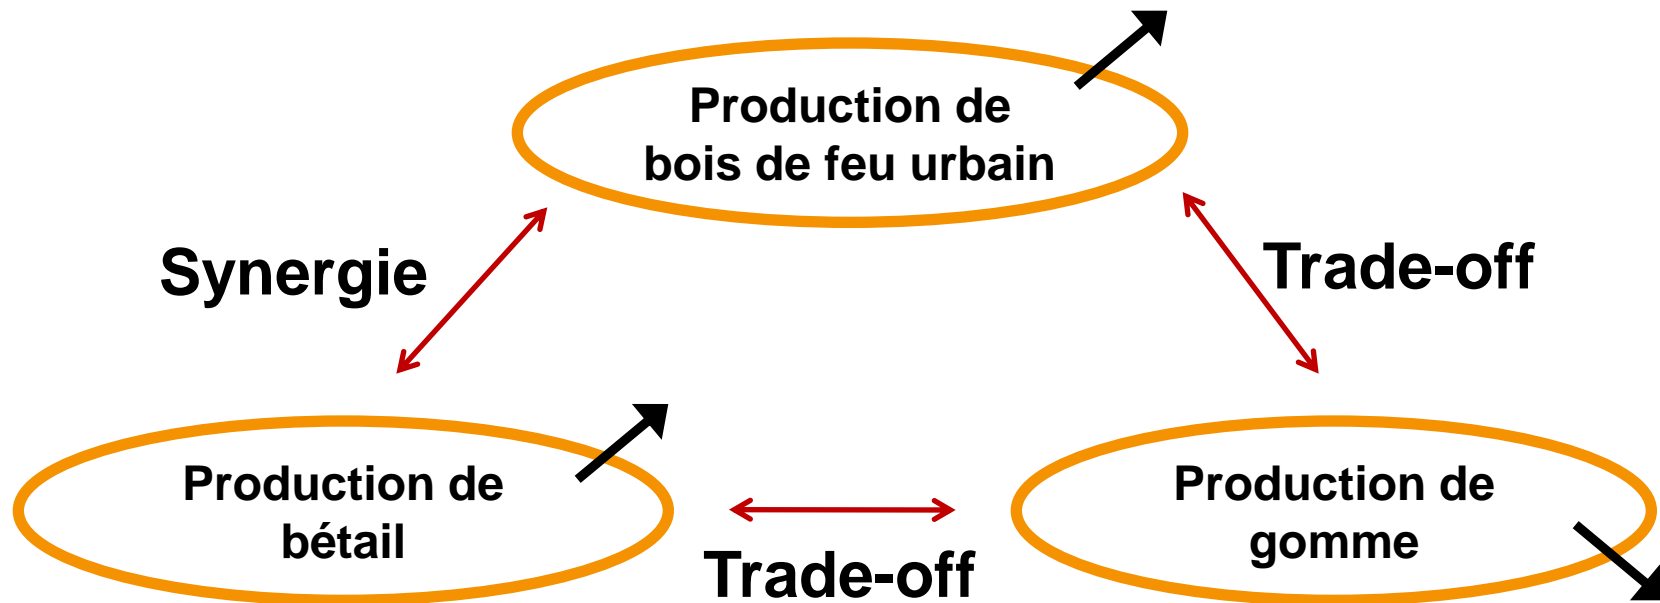 Production de
bois de feu urbain
Synergie
Trade-off
Production de
bétail
Trade-off
Production de
gomme